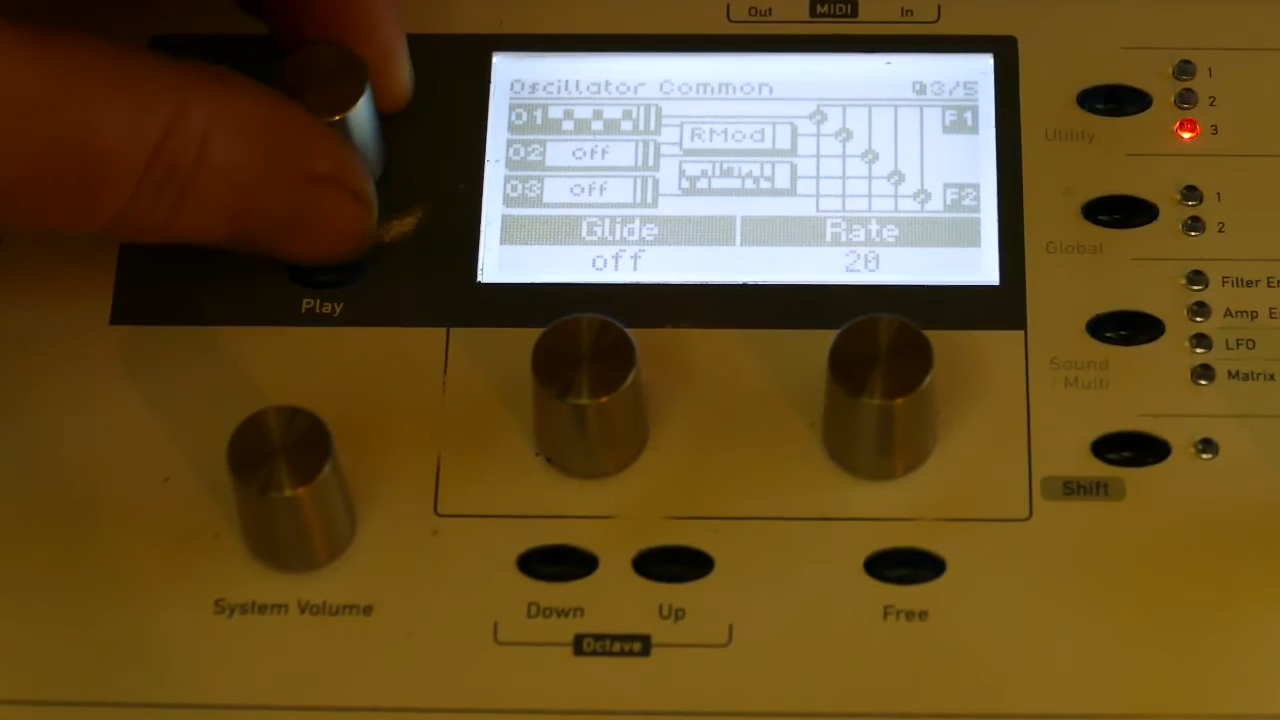 Out MIDI In
Oscillator Common 3/5
O1 F1
RMod
O2 off
O3 off F2
Glide Rate
off 20
Play
1
2
3
Utility
1
2
Global
Filter
Amp
LFO
Matrix
Sound
/ Multi
Shift
System Volume
Down Up Free
Octave